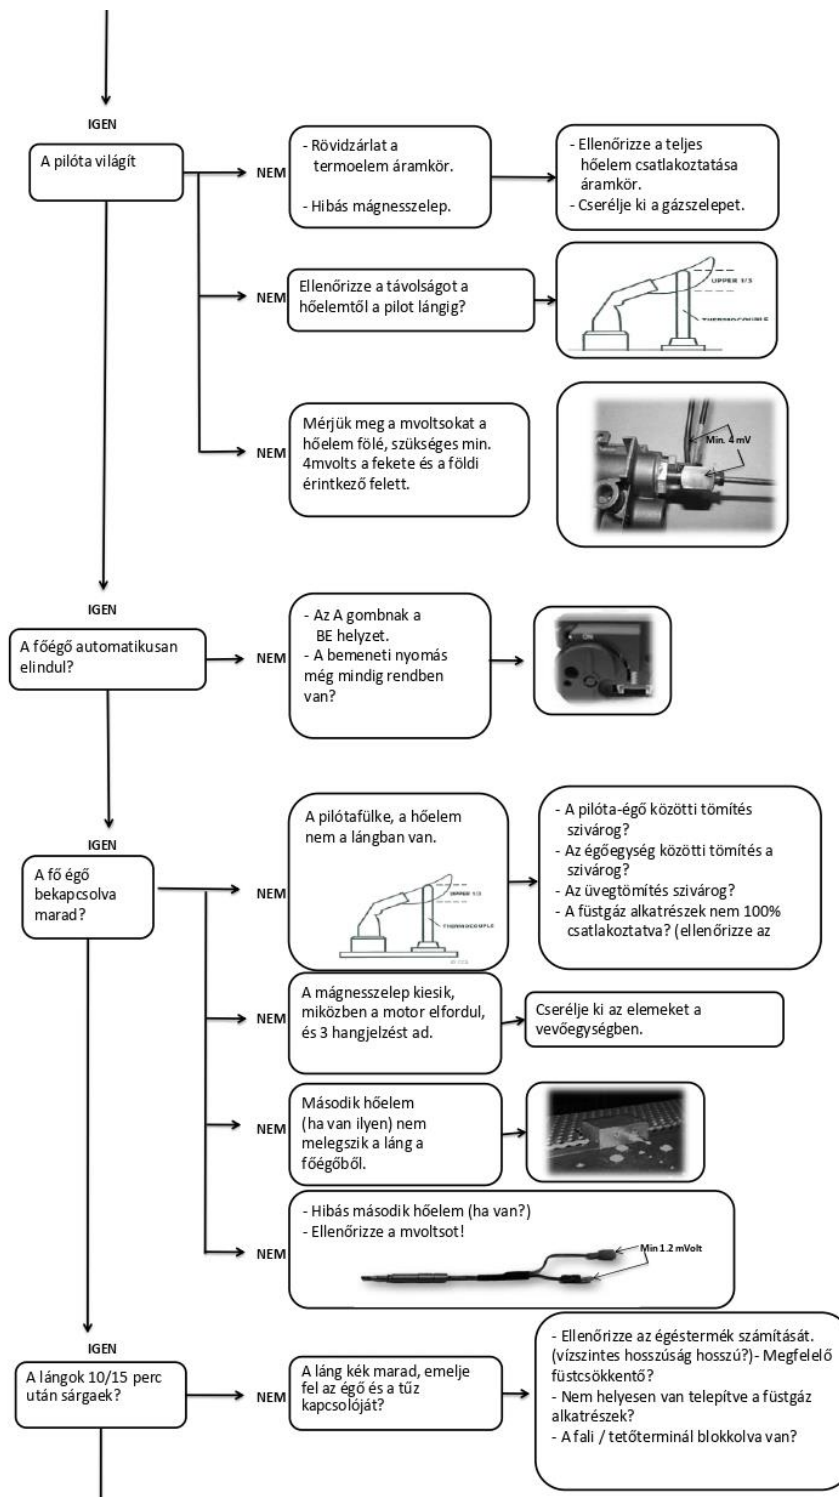 IGEN
A pilóta világít
NEM
- Rövidzárlat a
termoelem áramkör.
- Hibás mágnesszelep.
- Ellenőrizze a teljes
hőelem csatlakoztatása
áramkör.
- Cserélje ki a gázszelepet.
NEM
Ellenőrizze a távolságot a
hőelemtől a pilot lángig?
UPPER 1/3
THERMOCOUPLE
NEM
Mérjük meg a mvoltsokat a
hőelem fölé, szükséges min.
4mvolts a fekete és a földi
érintkező felett.
Min. 4 mV
IGEN
A főégő automatikusan
elindul?
NEM
- Az A gombnak a
BE helyzet.
- A bemeneti nyomás
még mindig rendben
van?
ON
IGEN
A fő égő
bekapcsolva
marad?
NEM
A pilótafülke, a hőelem
nem a lángban van.
UPPER 1/3
THERMOCOUPLE
- A pilóta-égő közötti tömítés
szivárog?
- Az égőegység közötti tömítés a
szivárog?
- Az üvegtömítés szivárog?
- A füstgáz alkatrészek nem 100%
csatlakoztatva? (ellenőrizze az
NEM
A mágnesszelep kiesik,
miközben a motor elfordul,
és 3 hangjelzést ad.
Cserélje ki az elemeket a
vevőegységben.
NEM
Második hőelem
(ha van ilyen) nem
melegszik a láng a
főégőből.
NEM
- Hibás második hőelem (ha van?)
- Ellenőrizze a mvoltsot!
Min 1.2 mVolt
IGEN
A lángok 10/15 perc
után sárgaek?
NEM
A láng kék marad, emelje
fel az égő és a tűz
kapcsolóját?
- Ellenőrizze az égéstermék számítását.
(vízszintes hosszúság hosszú?)- Megfelelő
füstcsökkentő?
- Nem helyesen van telepítve a füstgáz
alkatrészek?
- A fali / tetőterminál blokkolva van?